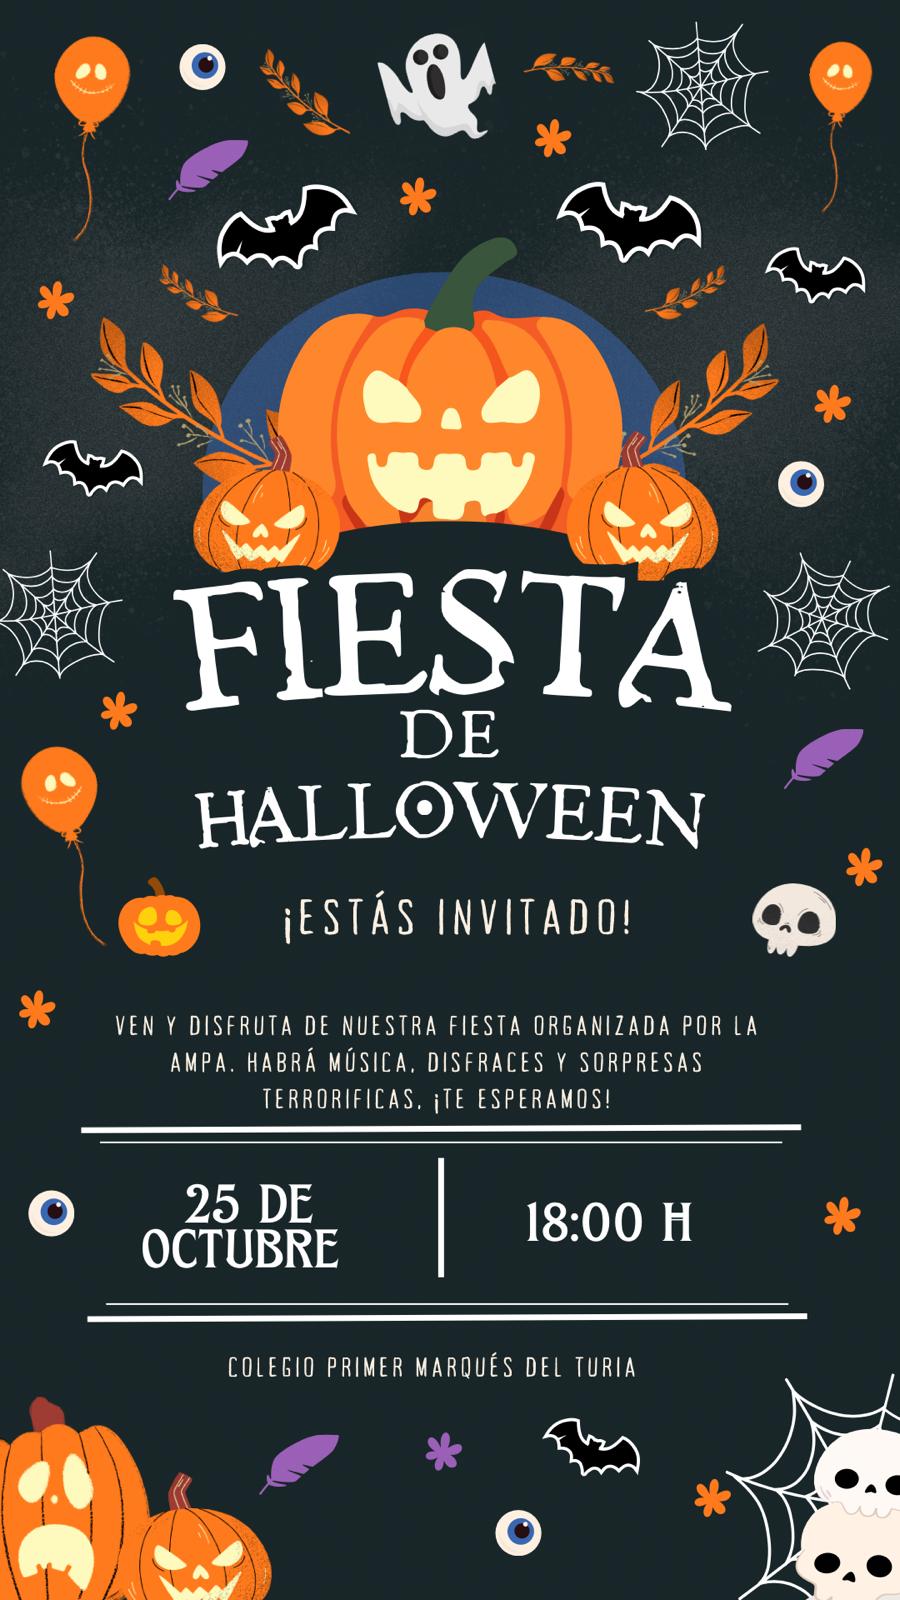 FIESTA
DE
HALLOWEEN
¡ESTÁS INVITADO!
VEN Y DISFRUTA DE NUESTRA FIESTA ORGANIZADA POR LA
AMPA. HABRÁ MÚSICA, DISFRACES Y SORPRESAS
TERRORIFICAS, ¡TE ESPERAMOS!
25 DE
OCTUBRE
18:00 H
COLEGIO PRIMER MARQUÉS DEL TURIA